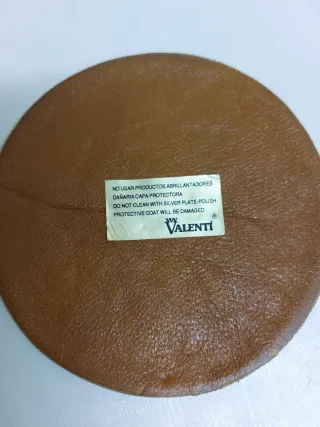 NO USAR PRODUCTOS ABRILLANTADORES
DAÑARIA CAPA PROTECTORA
DO NOT CLEAN WITH SILVER PLATE-POLISH
PROTECTIVE COAT WILL BE DAMAGED
VALENTÍ ®